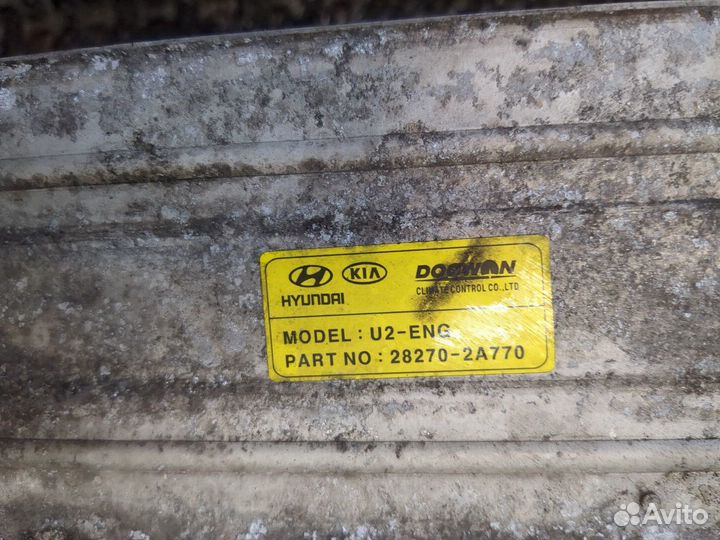 HYUNDAI
KIA
DOOWON
CLIMATE CONTROL CO.,LTD
MODEL : U2-ENG
PART NO : 28270-2A770
Avito